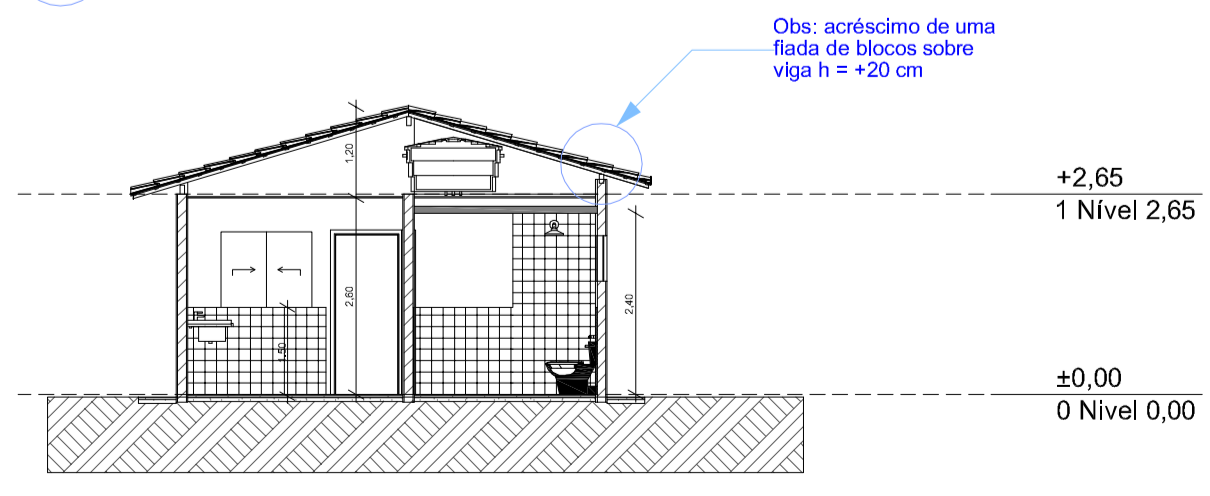 Obs: acréscimo de uma
fiada de blocos sobre
viga h = +20 cm
1,20
+2,65
1 Nível 2,65
2,60
2,40
1,50
±0,00
0 Nivel 0,00